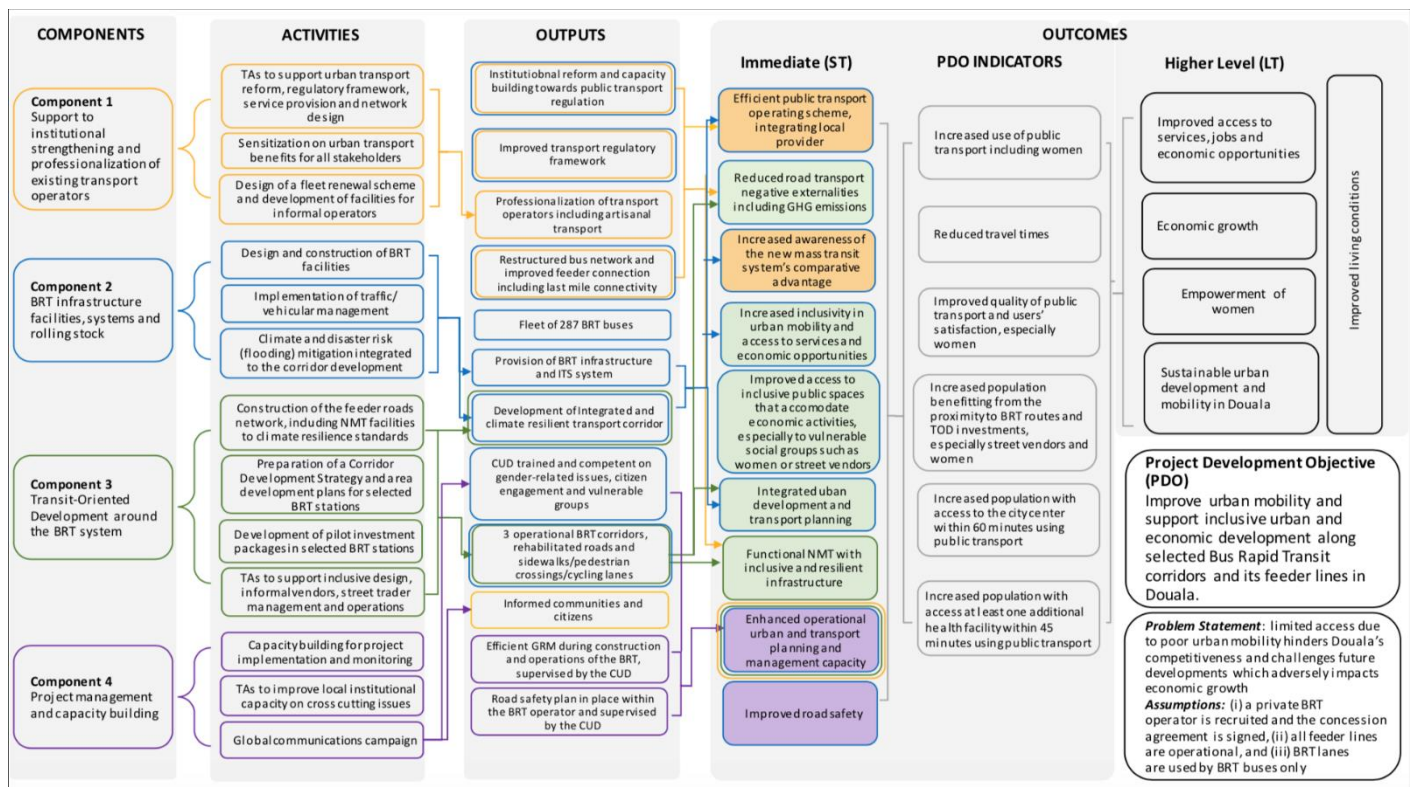 COMPONENTS
Component 1
Support to
institutional
strengthening and
professionalization of
existing transport
operators
Component 2
BRT infrastructure
facilities, systems and
rolling stock
Component 3
Transit-Oriented
Development around
the BRT system
Component 4
Project management
and capacity building
ACTIVITIES
TAs to support urban transport
reform, regulatory framework,
service provision and network
design
Sensitization on urban transport
benefits for all stakeholders
Design of a fleet renewal scheme
and development of facilities for
informal operators
Design and construction of BRT
facilities
Implementation of traffic/
vehicular management
Climate and disaster risk
(flooding) mitigation integrated
to the corridor development
Construction of the feeder roads
network, including NMT facilities
to climate resilience standards
Preparation of a Corridor
Development Strategy and area
development plans for selected
BRT stations
Development of pilot investment
packages in selected BRT stations
TAs to support inclusive design,
informal vendors, street trader
management and operations
Capacity building for project
implementation and monitoring
TAs to improve local institutional
capacity on cross cutting issues
Global communications campaign
OUTPUTS
Institutiobnal reform and capacity
building towards public transport
regulation
Improved transport regulatory
framework
Professionalization of transport
operators including artisanal
transport
Restructured bus network and
improved feeder connection
including last mile connectivity
Fleet of 287 BRT buses
Provision of BRT infrastructure
and ITS system
Development of Integrated and
climate resilient transport corridor
CUD trained and competent on
gender-related issues, citizen
engagement and vulnerable
groups
3 operational BRT corridors,
rehabilitated roads and
sidewalks/pedestrian
crossings/cycling lanes
Informed communities and
citizens
Efficient GRM during construction
and operations of the BRT,
supervised by the CUD
Road safety plan in place within
the BRT operator and supervised
by the CUD
OUTCOMES
Immediate (ST)
Efficient public transport
operating scheme,
integrating local
provider
Reduced road transport
negative externalities
including GHG emissions
Increased awareness of
the new mass transit
system's comparative
advantage
Increased inclusivity in
urban mobility and
access to services and
economic opportunities
Improved access to
inclusive public spaces
that accomodate
economic activities,
especially to vulnerable
social groups such as
women or street vendors
Integrated uban
development and
transport planning
Functional NMT with
inclusive and resilient
infrastructure
Enhanced operational
urban and transport
planning and
management capacity
Improved road safety
PDO INDICATORS
Increased use of public
transport including women
Reduced travel times
Improved quality of public
transport and users'
satisfaction, especially
women
Increased population
benefitting from the
proximity to BRT routes and
TOD investments,
especially street vendors and
women
Increased population with
access to the city center
within 60 minutes using
public transport
Increased population with
access at least one additional
health facility within 45
minutes using public transport
Higher Level (LT)
Improved access to
services, jobs and
economic opportunities
Economic growth
Empowerment of
women
Sustainable urban
development and
mobility in Douala
Improved living conditions
Project Development Objective
(PDO)
Improve urban mobility and
support inclusive urban and
economic development along
selected Bus Rapid Transit
corridors and its feeder lines in
Douala.
Problem Statement: limited access due
to poor urban mobility hinders Douala's
competitiveness and challenges future
developments which adversely impacts
economic growth
Assumptions: (i) a private BRT
operator is recruited and the concession
agreement is signed, (ii) all feeder lines
are operational, and (iii) BRT lanes
are used by BRT buses only